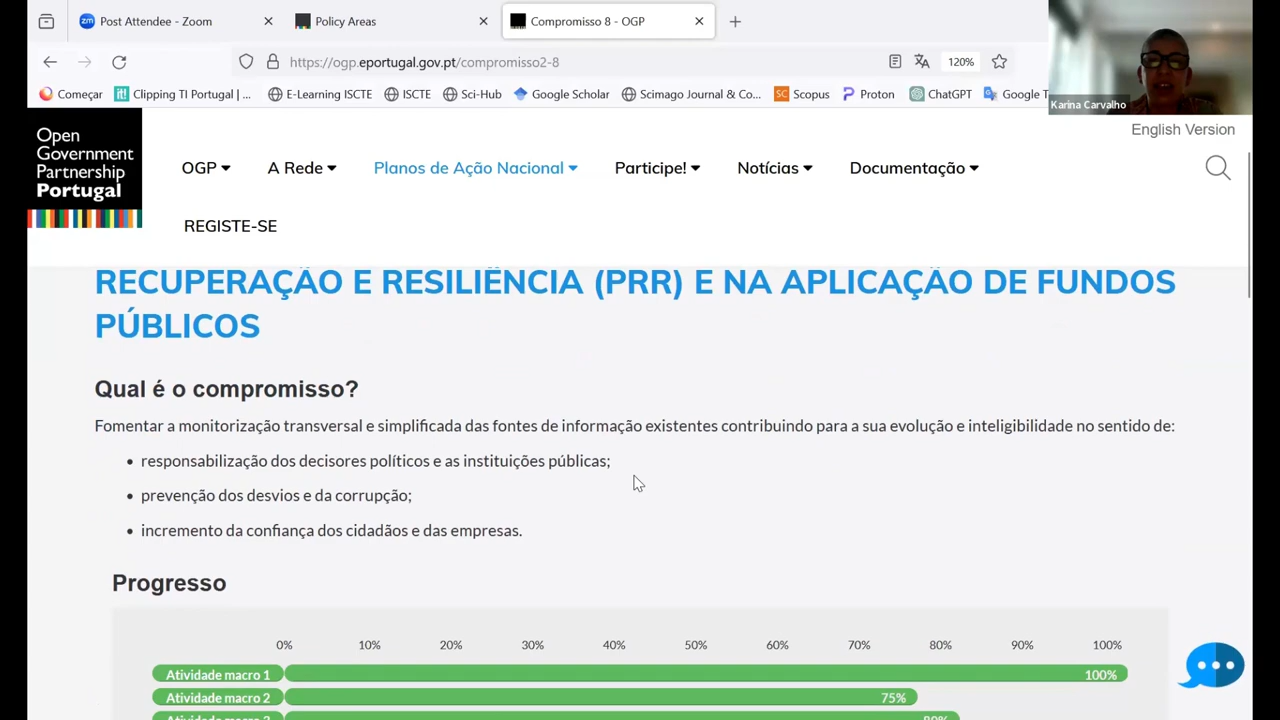 Post Attendee - Zoom
Policy Areas
Compromisso 8 - OGP
https://ogp.eportugal.gov.pt/compromisso2-8
120%
Começar
Clipping TI Portugal | ...
E-Learning ISCTE
ISCTE
Sci-Hub
Google Scholar
Scimago Journal & Co...
Scopus
Proton
ChatGPT
Google T
Karina Carvalho
English Version
Open
Government
Partnership
Portugal
OGP
A Rede
Planos de Ação Nacional
Participe!
Notícias
Documentação
REGISTE-SE
RECUPERAÇÃO E RESILIÊNCIA (PRR) E NA APLICAÇÃO DE FUNDOS
PÚBLICOS
Qual é o compromisso?
Fomentar a monitorização transversal e simplificada das fontes de informação existentes contribuindo para a sua evolução e inteligibilidade no sentido de:
responsabilização dos decisores políticos e as instituições públicas;
prevenção dos desvios e da corrupção;
incremento da confiança dos cidadãos e das empresas.
Progresso
0% 10% 20% 30% 40% 50% 60% 70% 80% 90% 100%
Atividade macro 1 100%
Atividade macro 2 75%
Atividade macro 3 80%